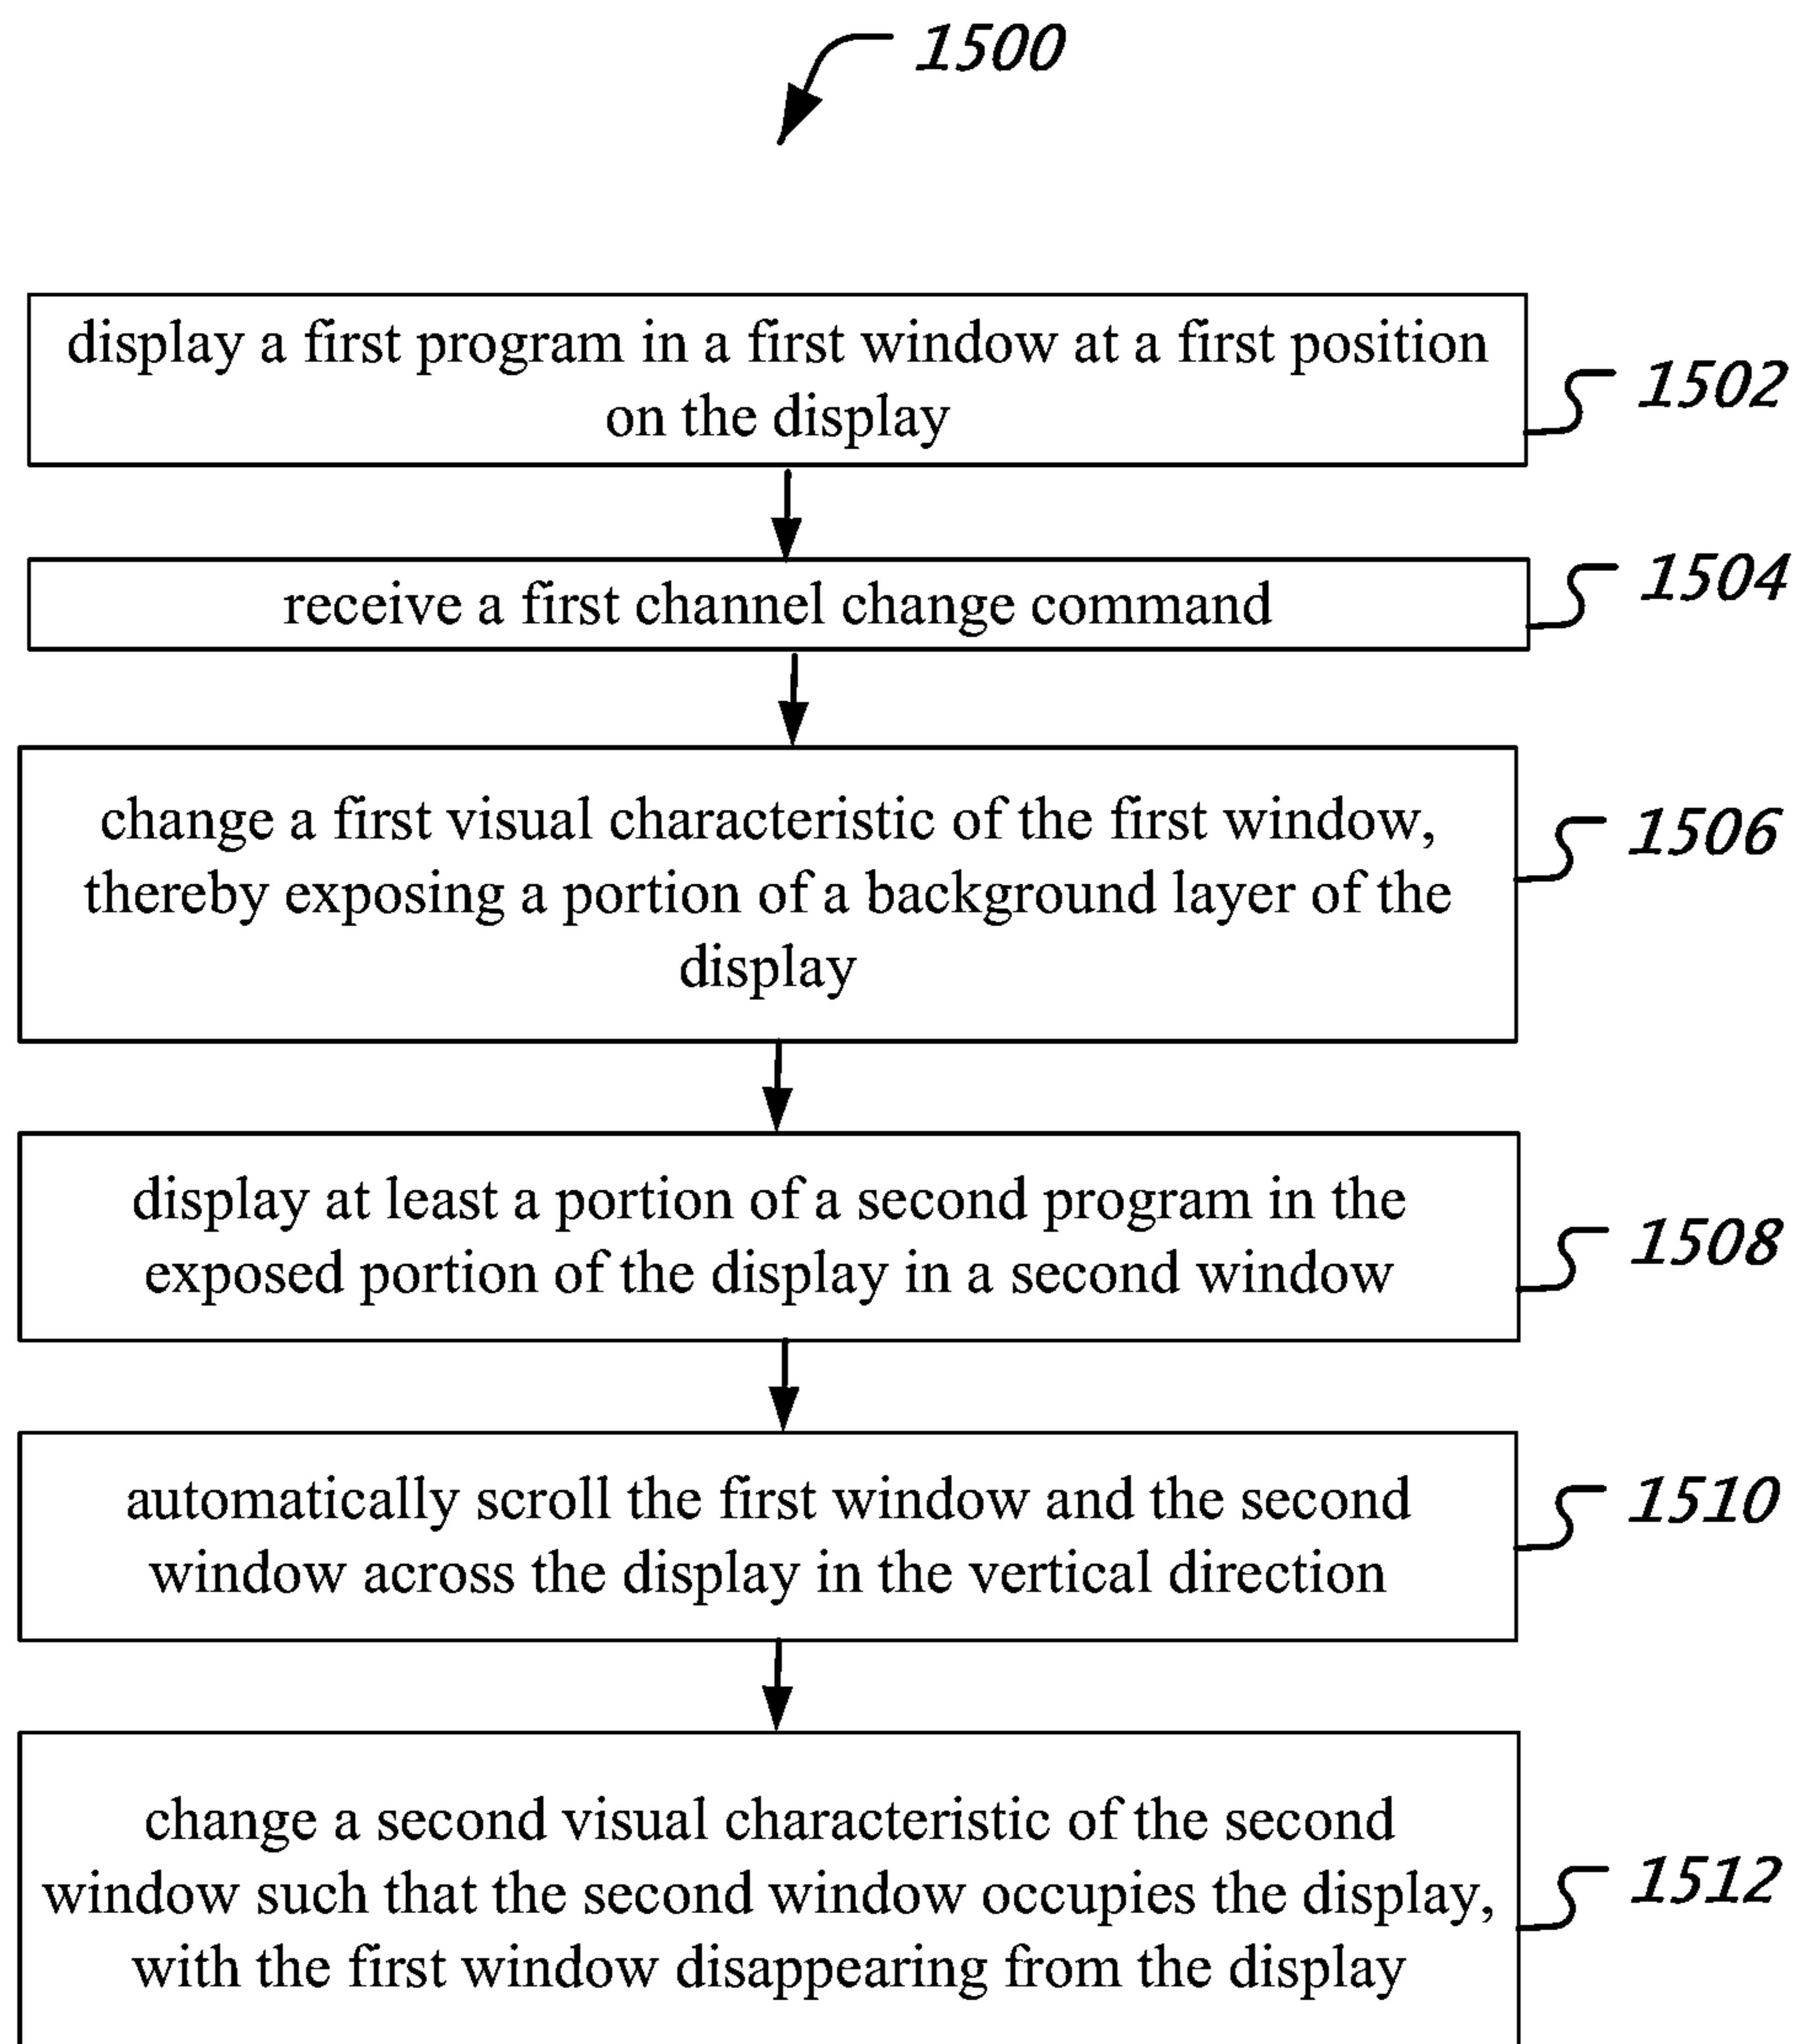 1500
display a first program in a first window at a first position
on the display
1502
receive a first channel change command
1504
change a first visual characteristic of the first window,
thereby exposing a portion of a background layer of the
display
1506
display at least a portion of a second program in the
exposed portion of the display in a second window
1508
automatically scroll the first window and the second
window across the display in the vertical direction
1510
change a second visual characteristic of the second
window such that the second window occupies the display,
with the first window disappearing from the display
1512